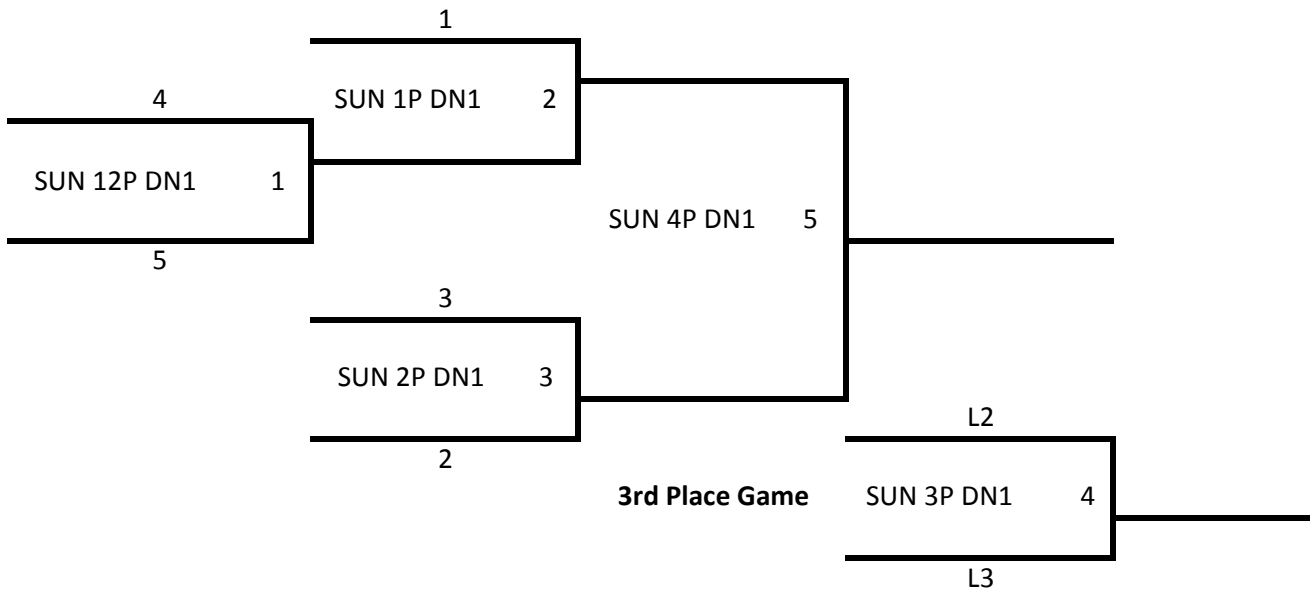 1
SUN 1P DN1 2
4
SUN 12P DN1 1
5
SUN 4P DN1 5
3
SUN 2P DN1 3
2
L2
3rd Place Game SUN 3P DN1 4
L3